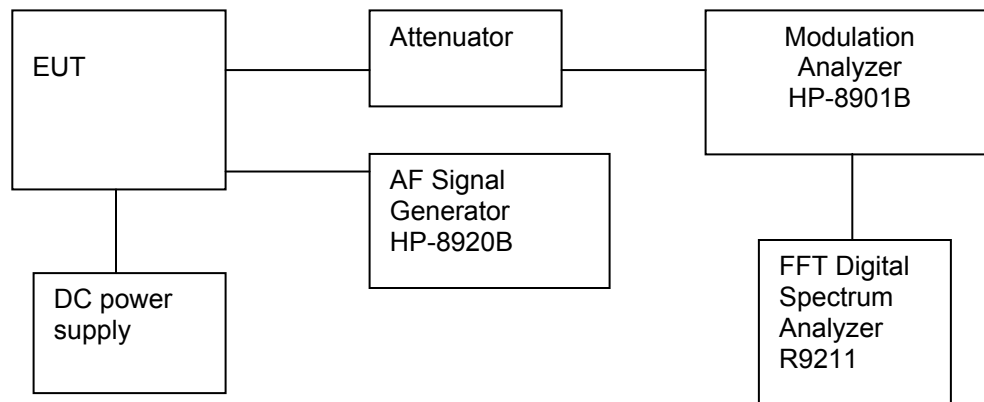 EUT
Attenuator
Modulation
Analyzer
HP-8901B
AF Signal
Generator
HP-8920B
DC power
supply
FFT Digital
Spectrum
Analyzer
R9211